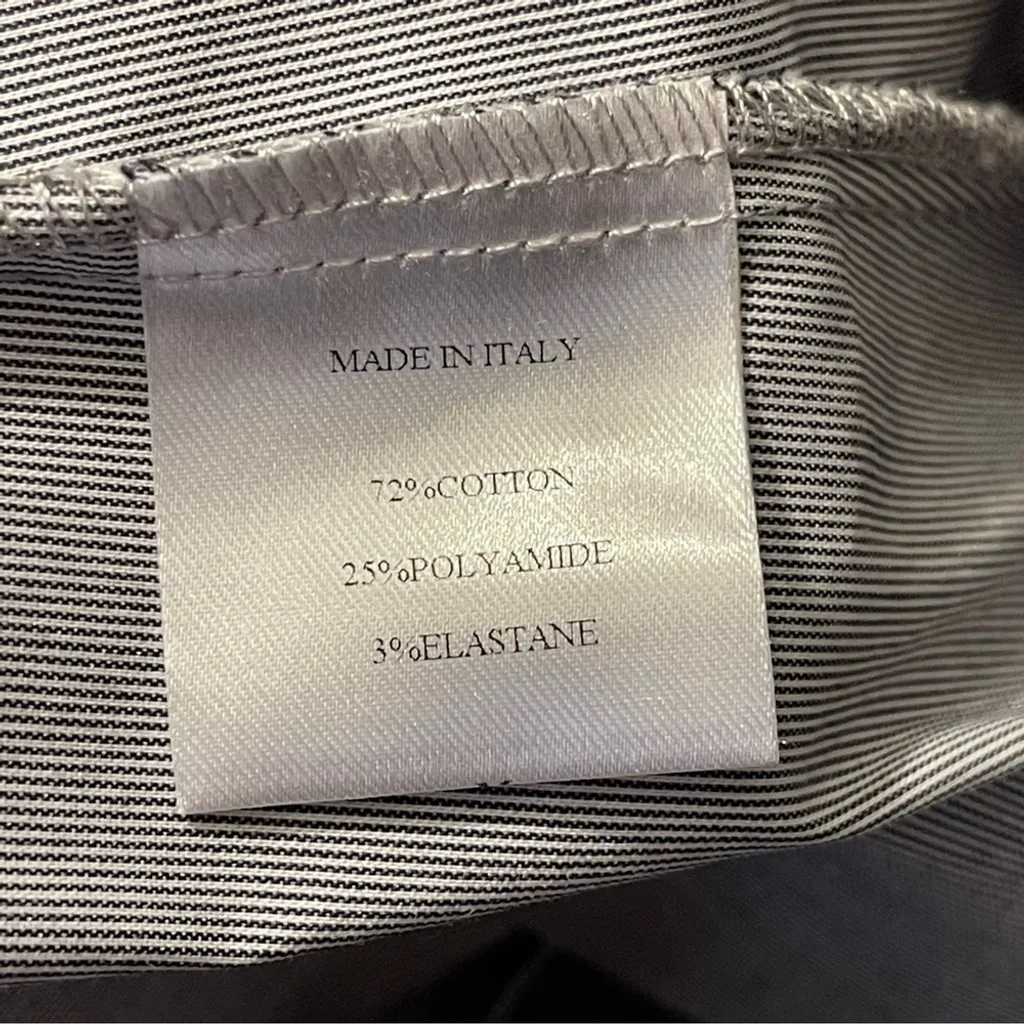 MADE IN ITALY
72%COTTON
25%POLYAMIDE
3%ELASTANE